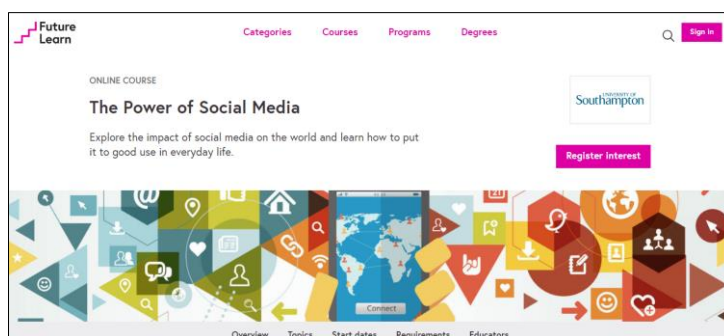 Future
Learn
Categories
Courses
Programs
Degrees
Sign in
ONLINE COURSE
The Power of Social Media
Explore the impact of social media on the world and learn how to put
it to good use in everyday life.
UNIVERSITY OF
Southampton
Register Interest
@
Connect
Overview Topics Start dates Requirements Educators